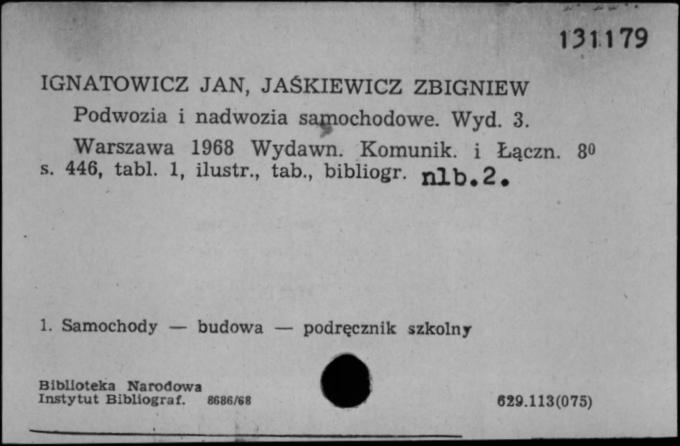 131179
IGNATOWICZ JAN, JAŚKIEWICZ ZBIGNIEW
Podwozia i nadwozia samochodowe. Wyd. 3.
Warszawa 1968 Wydawn. Komunik. i Łączn. 8⁰
s. 446, tabl. 1, ilustr., tab., bibliogr. nlb.2.
1. Samochody — budowa — podręcznik szkolny
Biblioteka Narodowa
Instytut Bibliograf. 8686/68
629.113(075)